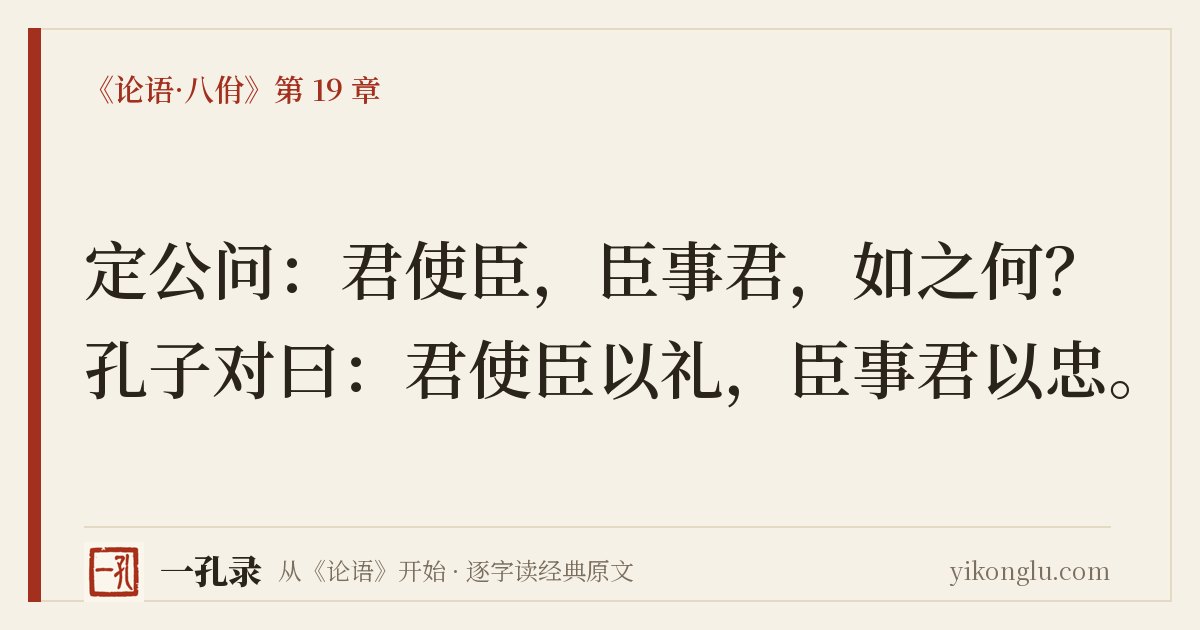 《论语·八佾》第 19 章
定公问：君使臣，臣事君，如之何？
孔子对曰：君使臣以礼，臣事君以忠。
一孔
一孔录 从《论语》开始 · 逐字读经典原文 yikonglu.com